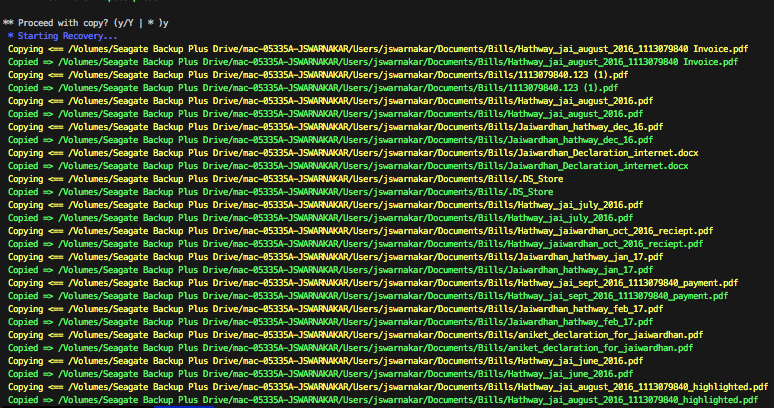 ** Proceed with copy? (y/Y | * )y
* Starting Recovery...
Copying <== /Volumes/Seagate Backup Plus Drive/mac-05335A-JSWARNAKAR/Users/jswarnakar/Documents/Bills/Hathway_jai_august_2016_1113079840 Invoice.pdf
Copied => /Volumes/Seagate Backup Plus Drive/mac-05335A-JSWARNAKAR/Users/jswarnakar/Documents/Bills/Hathway_jai_august_2016_1113079840 Invoice.pdf
Copying <== /Volumes/Seagate Backup Plus Drive/mac-05335A-JSWARNAKAR/Users/jswarnakar/Documents/Bills/1113079840.123 (1).pdf
Copied => /Volumes/Seagate Backup Plus Drive/mac-05335A-JSWARNAKAR/Users/jswarnakar/Documents/Bills/1113079840.123 (1).pdf
Copying <== /Volumes/Seagate Backup Plus Drive/mac-05335A-JSWARNAKAR/Users/jswarnakar/Documents/Bills/Hathway_jai_august_2016.pdf
Copied => /Volumes/Seagate Backup Plus Drive/mac-05335A-JSWARNAKAR/Users/jswarnakar/Documents/Bills/Hathway_jai_august_2016.pdf
Copying <== /Volumes/Seagate Backup Plus Drive/mac-05335A-JSWARNAKAR/Users/jswarnakar/Documents/Bills/Jaiwardhan_hathway_dec_16.pdf
Copied => /Volumes/Seagate Backup Plus Drive/mac-05335A-JSWARNAKAR/Users/jswarnakar/Documents/Bills/Jaiwardhan_hathway_dec_16.pdf
Copying <== /Volumes/Seagate Backup Plus Drive/mac-05335A-JSWARNAKAR/Users/jswarnakar/Documents/Bills/Jaiwardhan_Declaration_internet.docx
Copied => /Volumes/Seagate Backup Plus Drive/mac-05335A-JSWARNAKAR/Users/jswarnakar/Documents/Bills/Jaiwardhan_Declaration_internet.docx
Copying <== /Volumes/Seagate Backup Plus Drive/mac-05335A-JSWARNAKAR/Users/jswarnakar/Documents/Bills/.DS_Store
Copied => /Volumes/Seagate Backup Plus Drive/mac-05335A-JSWARNAKAR/Users/jswarnakar/Documents/Bills/.DS_Store
Copying <== /Volumes/Seagate Backup Plus Drive/mac-05335A-JSWARNAKAR/Users/jswarnakar/Documents/Bills/Hathway_jai_july_2016.pdf
Copied => /Volumes/Seagate Backup Plus Drive/mac-05335A-JSWARNAKAR/Users/jswarnakar/Documents/Bills/Hathway_jai_july_2016.pdf
Copying <== /Volumes/Seagate Backup Plus Drive/mac-05335A-JSWARNAKAR/Users/jswarnakar/Documents/Bills/Hathway_jaiwardhan_oct_2016_reciept.pdf
Copied => /Volumes/Seagate Backup Plus Drive/mac-05335A-JSWARNAKAR/Users/jswarnakar/Documents/Bills/Hathway_jaiwardhan_oct_2016_reciept.pdf
Copying <== /Volumes/Seagate Backup Plus Drive/mac-05335A-JSWARNAKAR/Users/jswarnakar/Documents/Bills/Jaiwardhan_hathway_jan_17.pdf
Copied => /Volumes/Seagate Backup Plus Drive/mac-05335A-JSWARNAKAR/Users/jswarnakar/Documents/Bills/Jaiwardhan_hathway_jan_17.pdf
Copying <== /Volumes/Seagate Backup Plus Drive/mac-05335A-JSWARNAKAR/Users/jswarnakar/Documents/Bills/Hathway_jai_sept_2016_1113079840_payment.pdf
Copied => /Volumes/Seagate Backup Plus Drive/mac-05335A-JSWARNAKAR/Users/jswarnakar/Documents/Bills/Hathway_jai_sept_2016_1113079840_payment.pdf
Copying <== /Volumes/Seagate Backup Plus Drive/mac-05335A-JSWARNAKAR/Users/jswarnakar/Documents/Bills/Jaiwardhan_hathway_feb_17.pdf
Copied => /Volumes/Seagate Backup Plus Drive/mac-05335A-JSWARNAKAR/Users/jswarnakar/Documents/Bills/Jaiwardhan_hathway_feb_17.pdf
Copying <== /Volumes/Seagate Backup Plus Drive/mac-05335A-JSWARNAKAR/Users/jswarnakar/Documents/Bills/aniket_declaration_for_jaiwardhan.pdf
Copied => /Volumes/Seagate Backup Plus Drive/mac-05335A-JSWARNAKAR/Users/jswarnakar/Documents/Bills/aniket_declaration_for_jaiwardhan.pdf
Copying <== /Volumes/Seagate Backup Plus Drive/mac-05335A-JSWARNAKAR/Users/jswarnakar/Documents/Bills/Hathway_jai_june_2016.pdf
Copied => /Volumes/Seagate Backup Plus Drive/mac-05335A-JSWARNAKAR/Users/jswarnakar/Documents/Bills/Hathway_jai_june_2016.pdf
Copying <== /Volumes/Seagate Backup Plus Drive/mac-05335A-JSWARNAKAR/Users/jswarnakar/Documents/Bills/Hathway_jai_august_2016_1113079840_highlighted.pdf
Copied => /Volumes/Seagate Backup Plus Drive/mac-05335A-JSWARNAKAR/Users/jswarnakar/Documents/Bills/Hathway_jai_august_2016_1113079840_highlighted.pdf